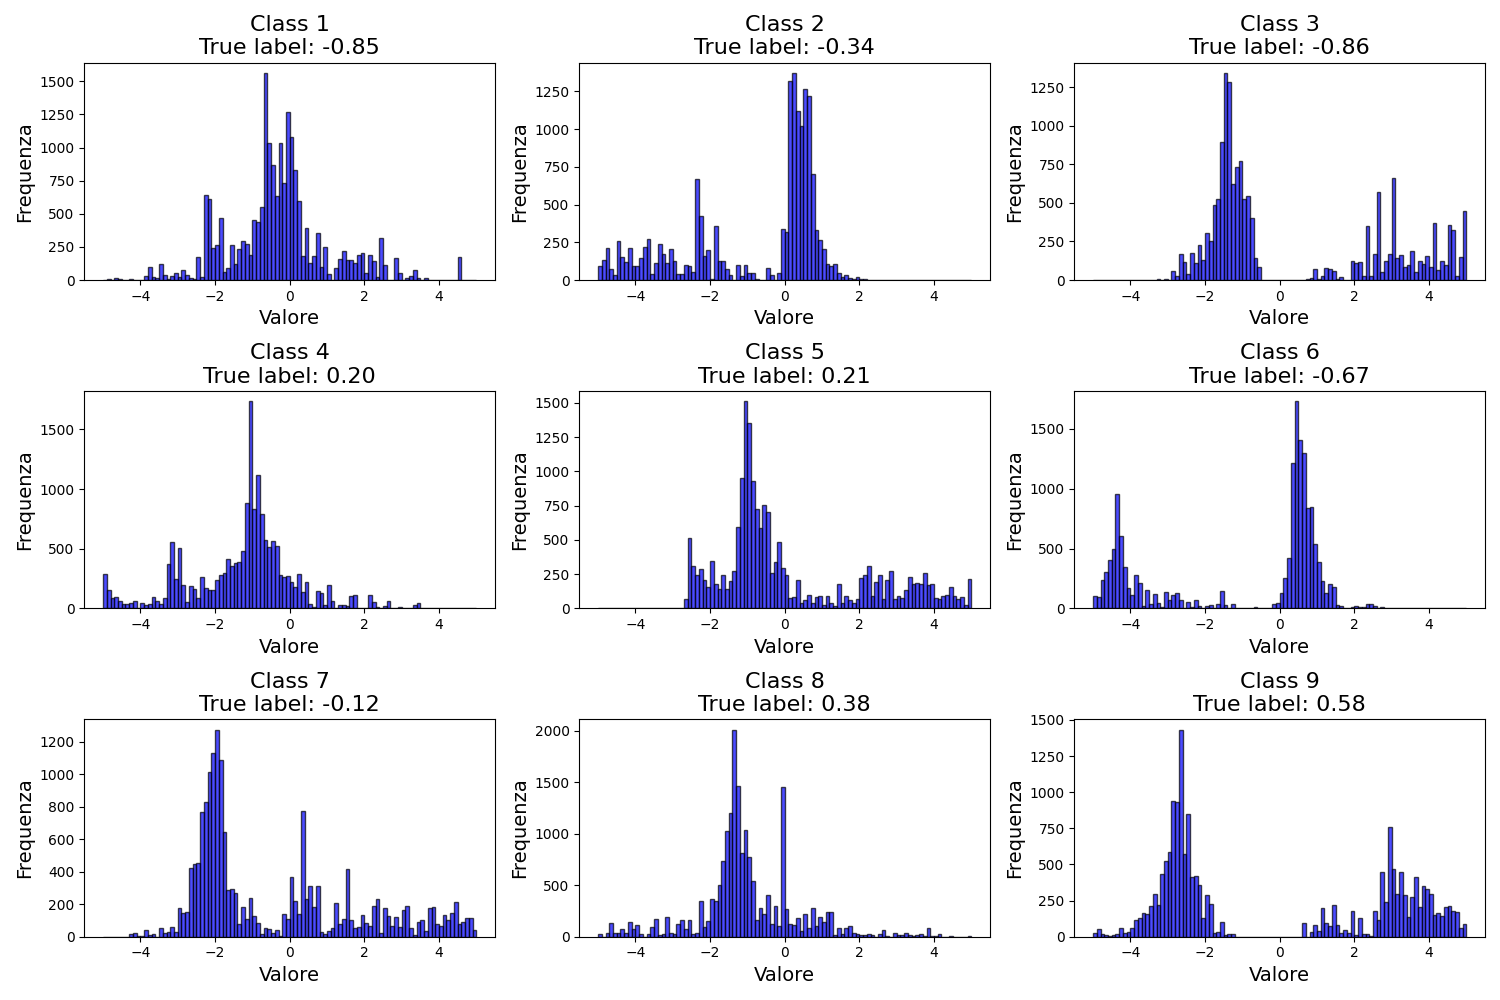 Class 1
True label: -0.85
Frequenza
1500
1250
1000
750
500
250
0
−4
−2
0
2
4
Valore
Class 2
True label: -0.34
Frequenza
1250
1000
750
500
250
0
−4
−2
0
2
4
Valore
Class 3
True label: -0.86
Frequenza
1250
1000
750
500
250
0
−4
−2
0
2
4
Valore
Class 4
True label: 0.20
Frequenza
1500
1000
500
0
−4
−2
0
2
4
Valore
Class 5
True label: 0.21
Frequenza
1500
1250
1000
750
500
250
0
−4
−2
0
2
4
Valore
Class 6
True label: -0.67
Frequenza
1500
1000
500
0
−4
−2
0
2
4
Valore
Class 7
True label: -0.12
Frequenza
1200
1000
800
600
400
200
0
−4
−2
0
2
4
Valore
Class 8
True label: 0.38
Frequenza
2000
1500
1000
500
0
−4
−2
0
2
4
Valore
Class 9
True label: 0.58
Frequenza
1500
1250
1000
750
500
250
0
−4
−2
0
2
4
Valore